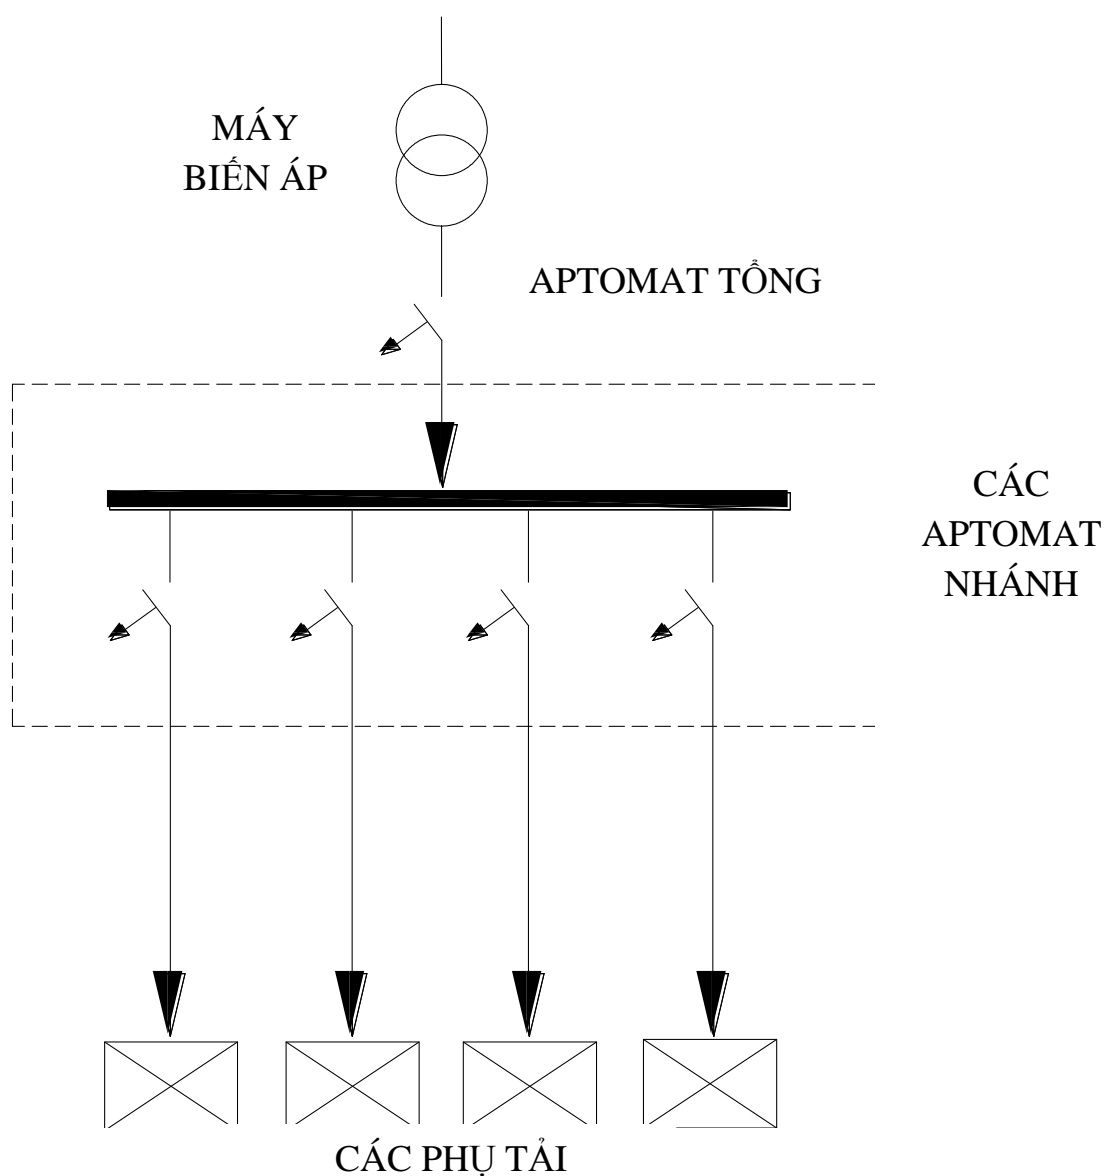 MÁY
BIẾN ÁP
APTOMAT TỔNG
CÁC
APTOMAT
NHÁNH
CÁC PHỤ TẢI